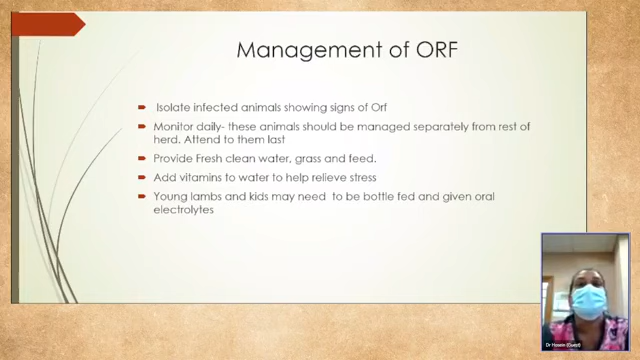 Management of ORF
Isolate infected animals showing signs of Orf
Monitor daily- these animals should be managed separately from rest of
herd. Attend to them last
Provide Fresh clean water, grass and feed.
Add vitamins to water to help relieve stress
Young lambs and kids may need to be bottle fed and given oral
electrolytes
Dr Hosein (Guest)